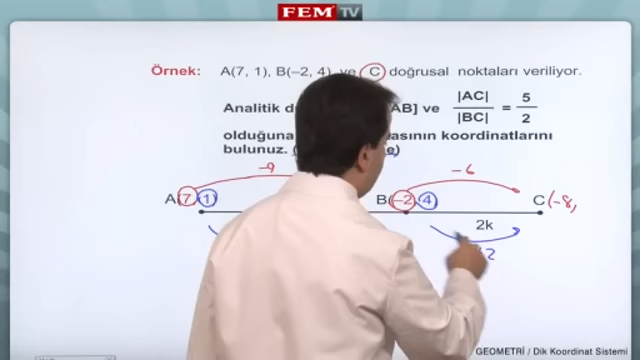 FEM TV
Örnek: A(7, 1), B(−2, 4) ve C doğrusal noktaları veriliyor.
Analitik AB] ve |AC| / |BC| = 5 / 2
olduğuna koordinatlarını
bulunuz.
-9 -6
A(7, 1) B(−2, 4) C(-8,
2k
2
GEOMETRİ / Dik Koordinat Sistemi